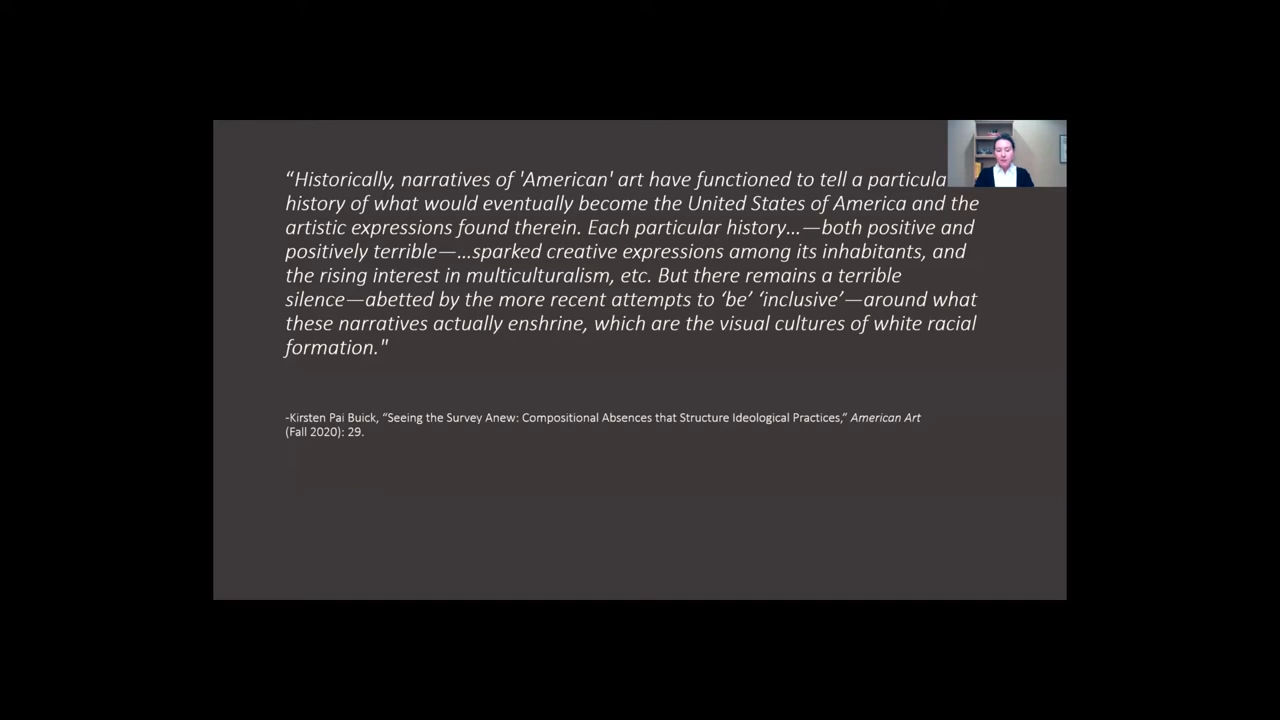 “Historically, narratives of 'American' art have functioned to tell a particula
history of what would eventually become the United States of America and the
artistic expressions found therein. Each particular history…—both positive and
positively terrible—…sparked creative expressions among its inhabitants, and
the rising interest in multiculturalism, etc. But there remains a terrible
silence—abetted by the more recent attempts to ‘be’ ‘inclusive’—around what
these narratives actually enshrine, which are the visual cultures of white racial
formation."
-Kirsten Pai Buick, “Seeing the Survey Anew: Compositional Absences that Structure Ideological Practices,” American Art
(Fall 2020): 29.